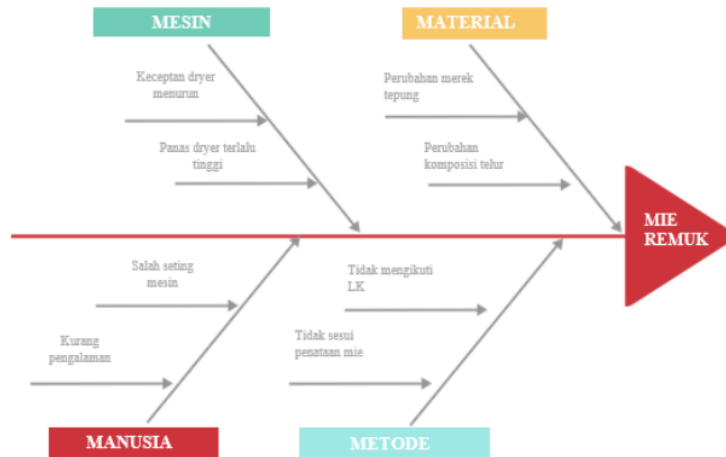 MESIN
MATERIAL
Keceptan dryer
menurun
Perubahan merek
tepung
Panas dryer terlalu
tinggi
Perubahan
komposisi telur
MIE
REMUK
Salah seting
mesin
Tidak mengikuti
LK
Kurang
pengalaman
Tidak sesui
penataan mie
MANUSIA
METODE